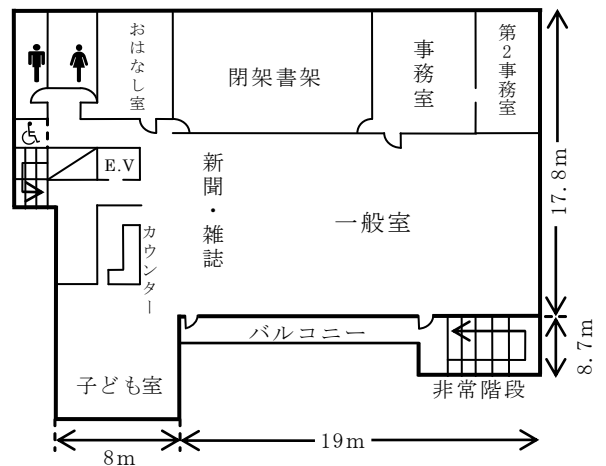 おはなし室
閉架書架
事務室
第2事務室
E.V
新聞・雑誌
一般室
カウンター
バルコニー
子ども室
非常階段
17.8m
8.7m
8m
19m